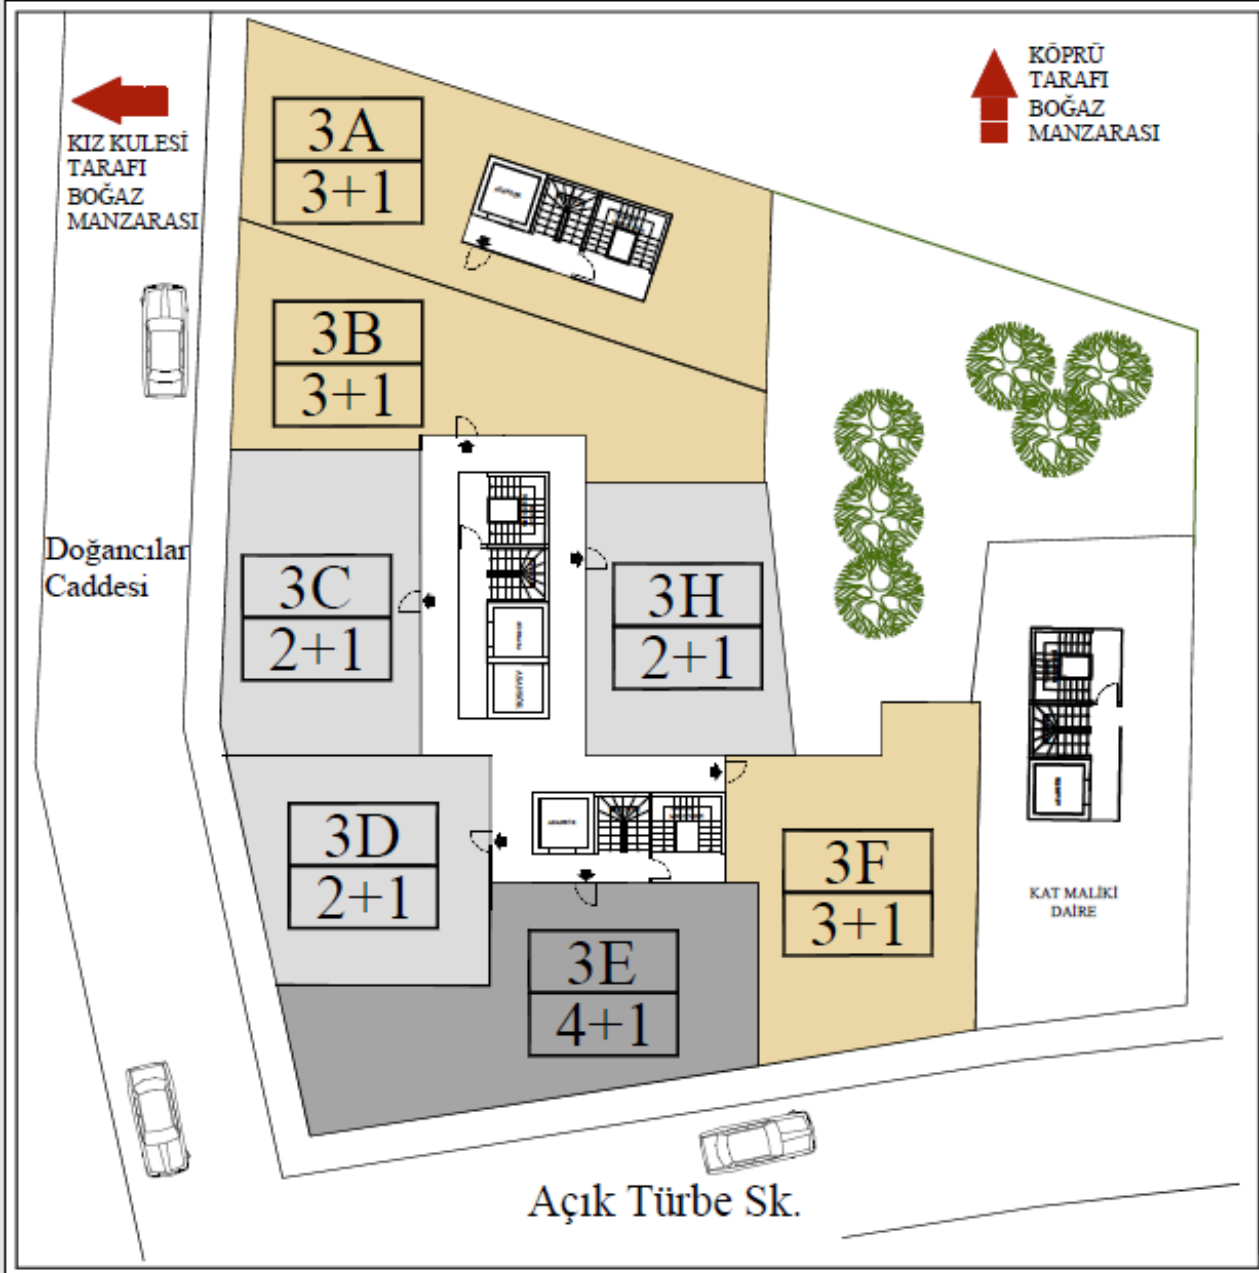 KÖPRÜ
TARAFI
BOĞAZ
MANZARASI
KIZ KULESİ
TARAFI
BOĞAZ
MANZARASI
3A
3+1
3B
3+1
Doğancılar
Caddesi
3C
2+1
3H
2+1
3D
2+1
3F
3+1
KAT MALİKİ
DAİRE
3E
4+1
Açık Türbe Sk.